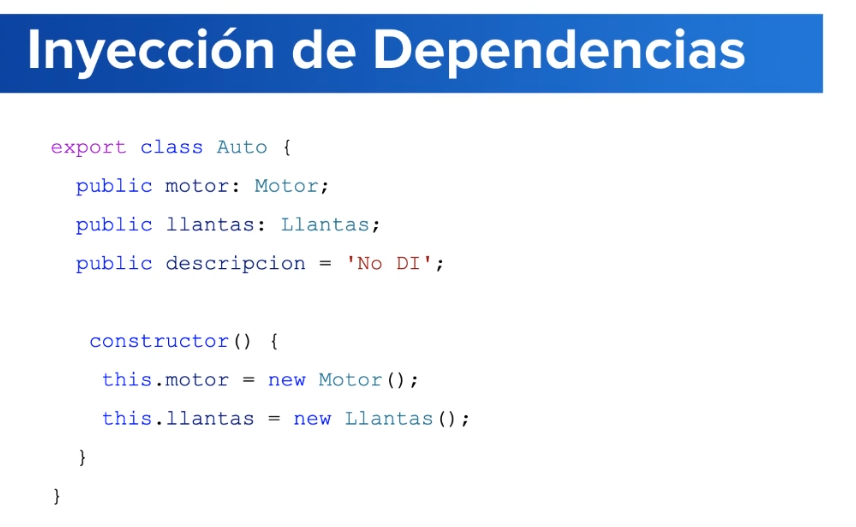 Inyección de Dependencias
export class Auto {
public motor: Motor;
public llantas: Llantas;
public descripcion = 'No DI';
constructor() {
this.motor = new Motor();
this.llantas = new Llantas();
}
}